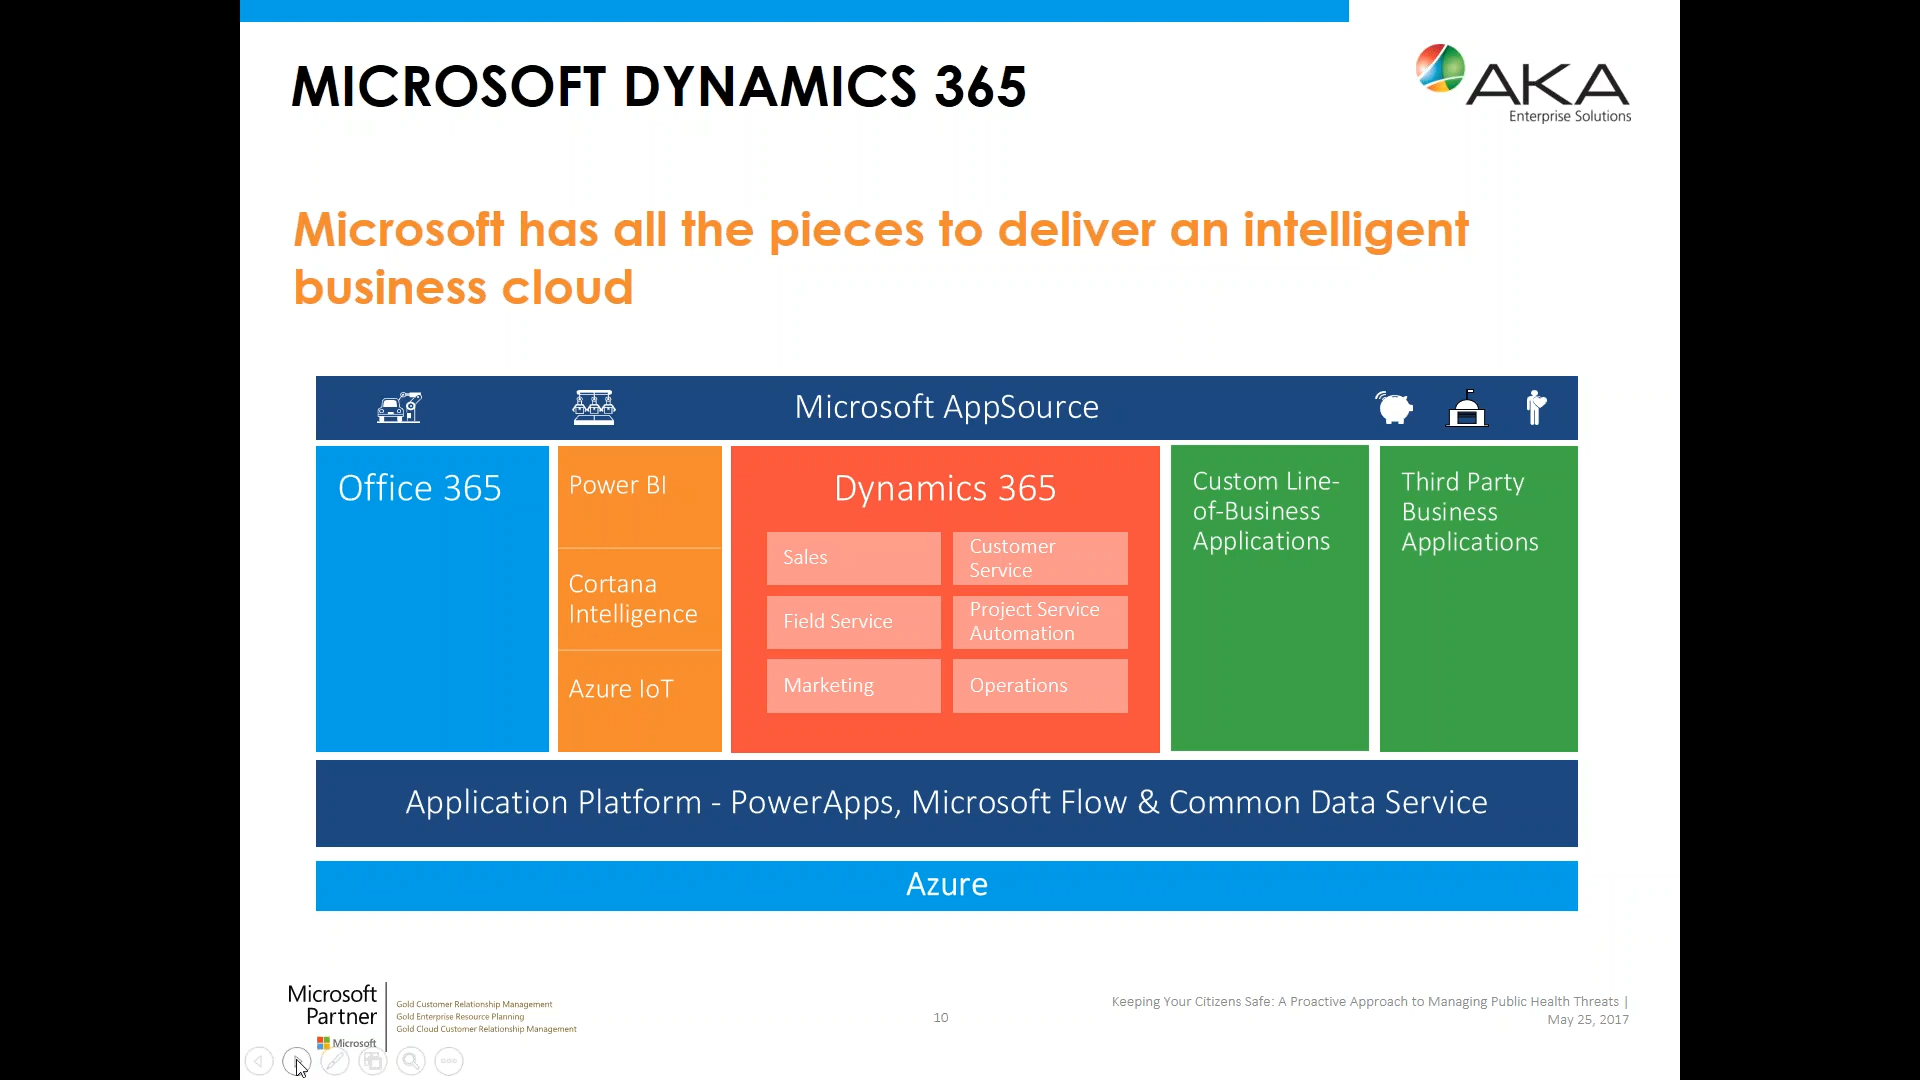 MICROSOFT DYNAMICS 365
AKA
Enterprise Solutions
Microsoft has all the pieces to deliver an intelligent
business cloud
Microsoft AppSource
Office 365
Power BI
Cortana
Intelligence
Azure IoT
Dynamics 365
Sales
Customer
Service
Field Service
Project Service
Automation
Marketing
Operations
Custom Line-
of-Business
Applications
Third Party
Business
Applications
Application Platform - PowerApps, Microsoft Flow & Common Data Service
Azure
Microsoft
Partner
Microsoft
Gold Customer Relationship Management
Gold Enterprise Resource Planning
Gold Cloud Customer Relationship Management
10
Keeping Your Citizens Safe: A Proactive Approach to Managing Public Health Threats |
May 25, 2017